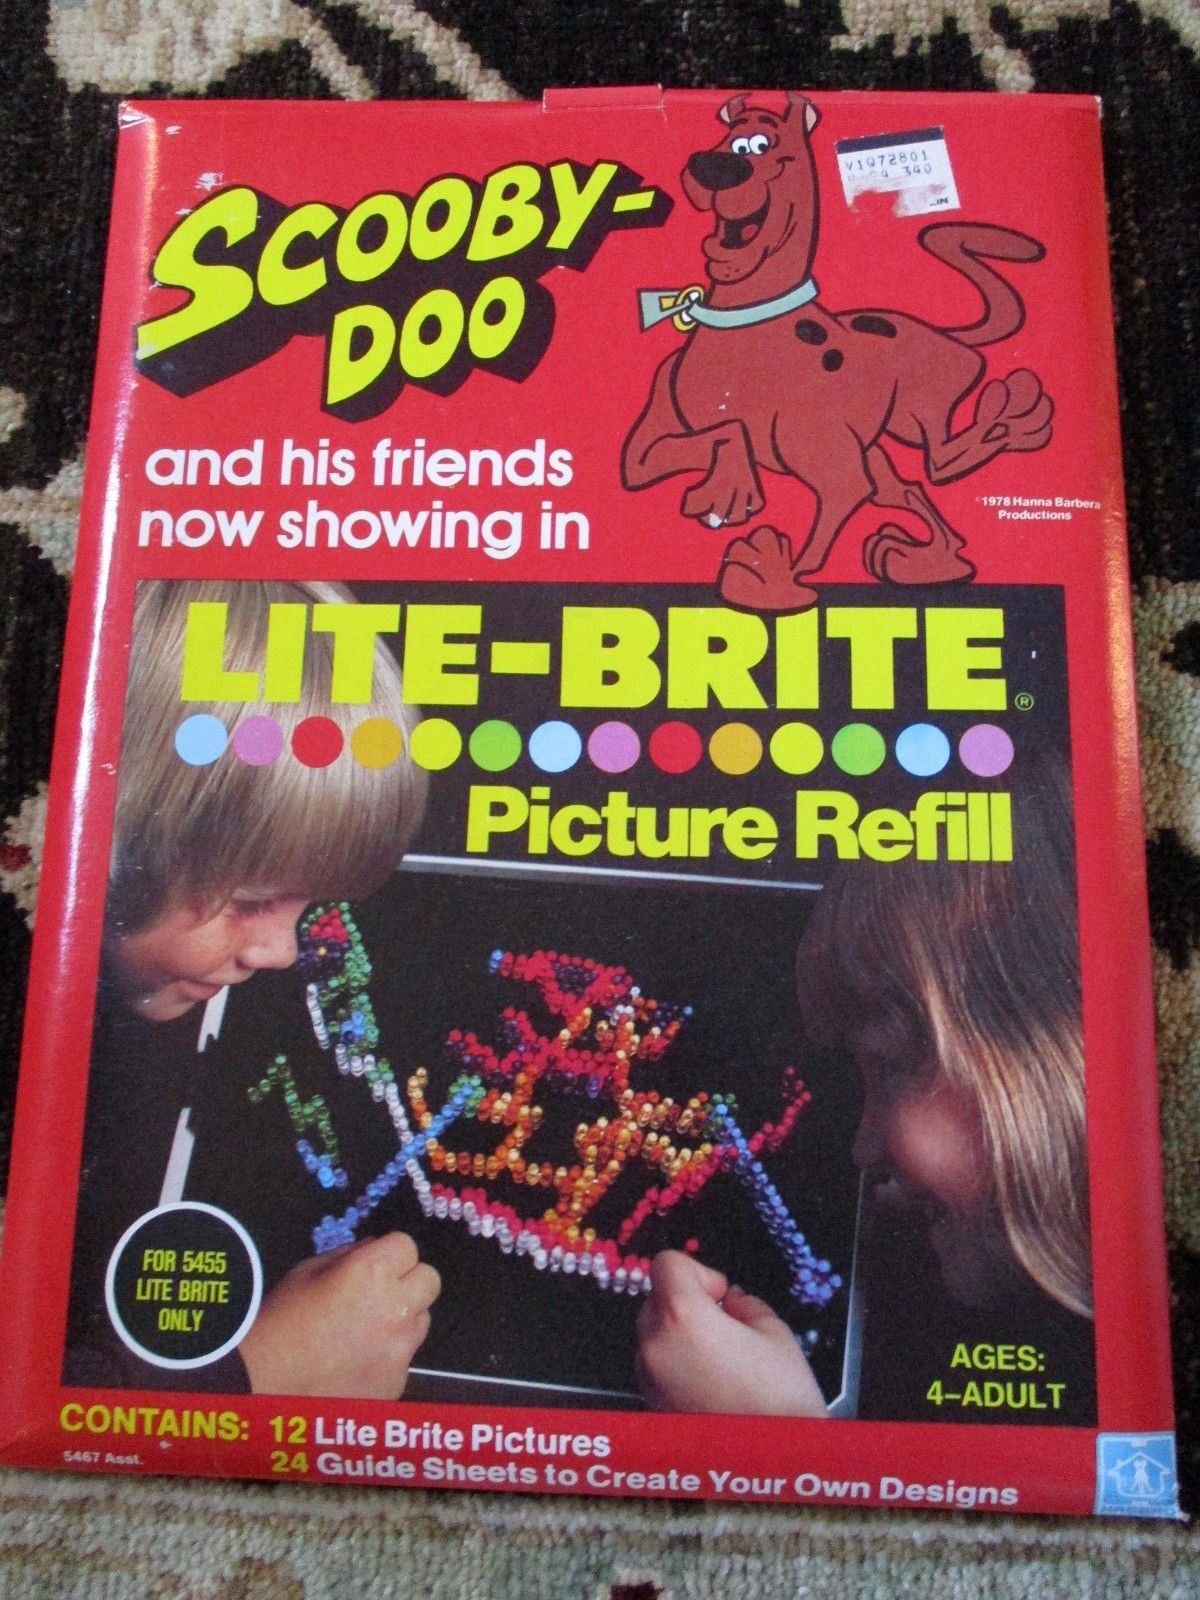 V1Q72801
340
SCOOBY-
DOO
and his friends
now showing in
1978 Hanna Barbera
Productions
LITE-BRITE®
Picture Refill
FOR 5455
LITE BRITE
ONLY
AGES:
4-ADULT
CONTAINS: 12 Lite Brite Pictures
5467 Asst.
24 Guide Sheets to Create Your Own Designs